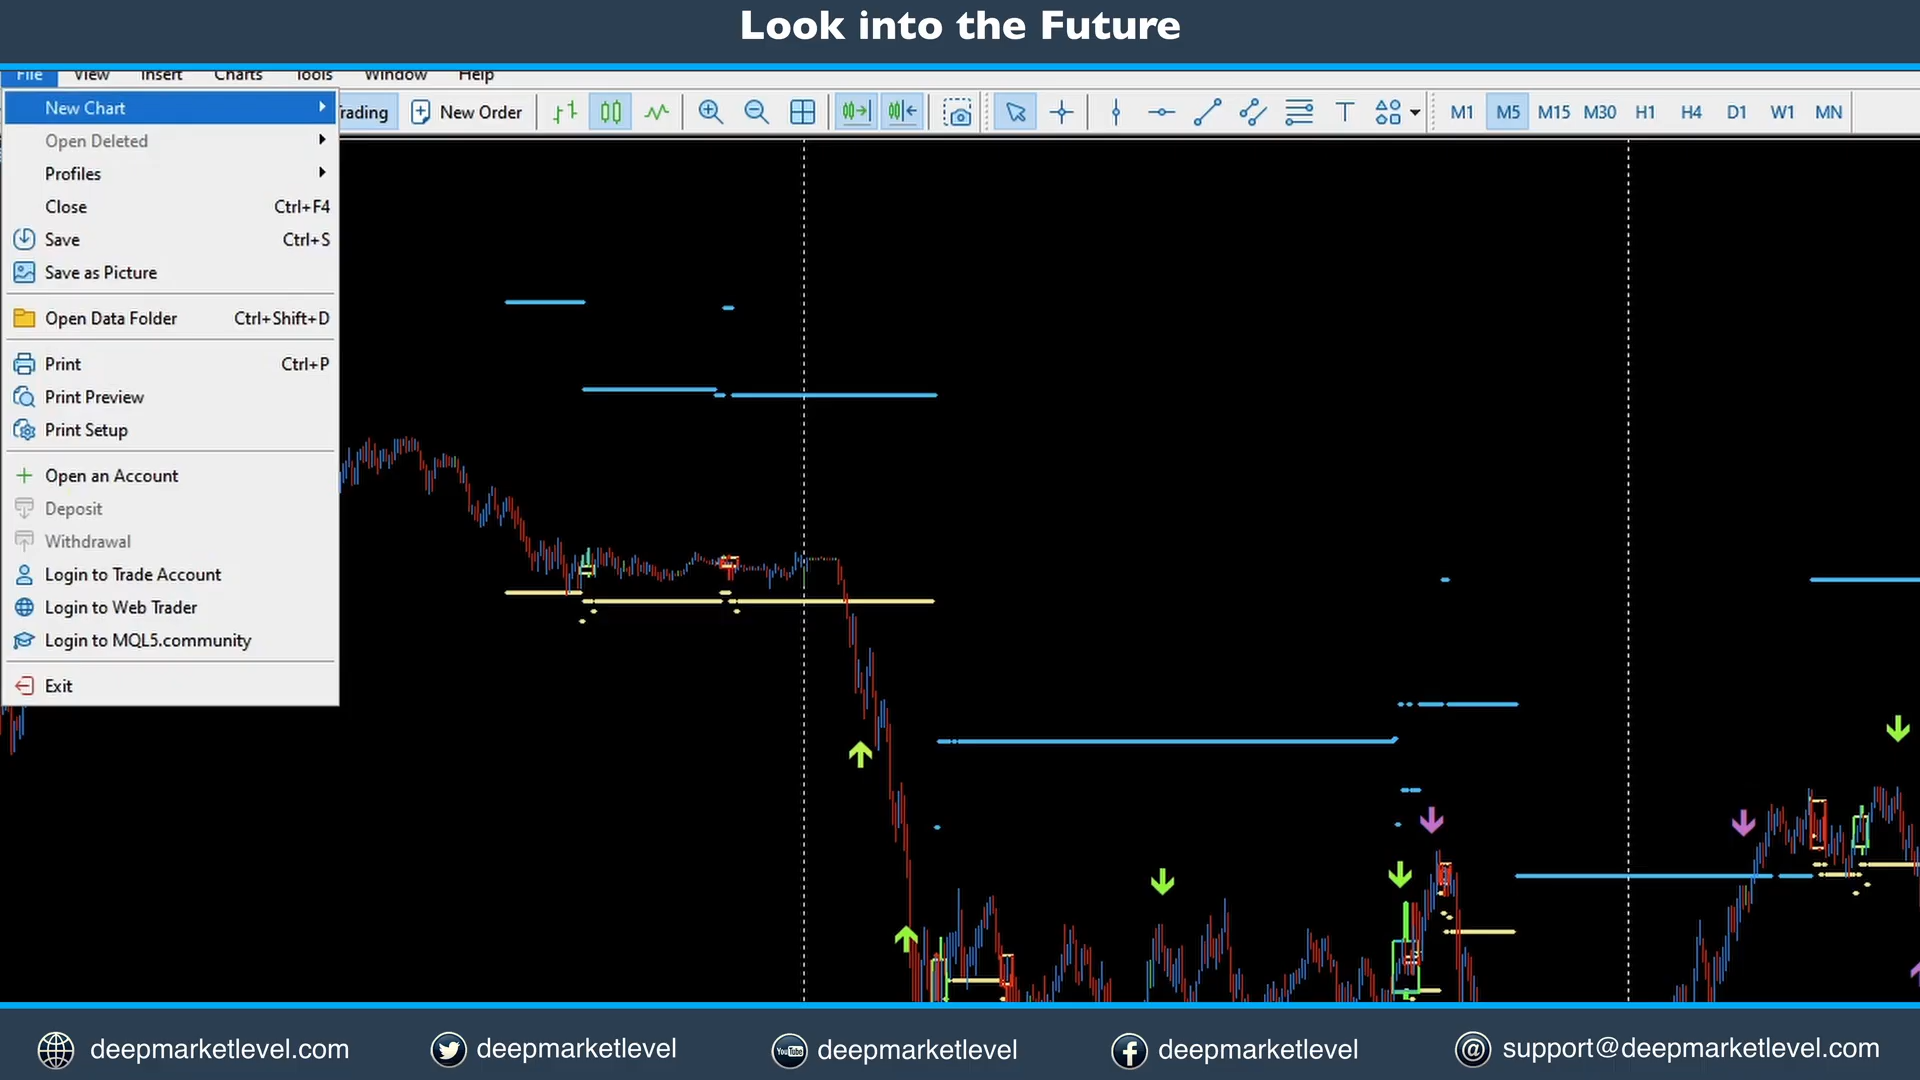 Look into the Future
File View Insert Charts Tools Window Help
Trading New Order M1 M5 M15 M30 H1 H4 D1 W1 MN
New Chart
Open Deleted
Profiles
Close Ctrl+F4
Save Ctrl+S
Save as Picture
Open Data Folder Ctrl+Shift+D
Print Ctrl+P
Print Preview
Print Setup
Open an Account
Deposit
Withdrawal
Login to Trade Account
Login to Web Trader
Login to MQL5.community
Exit
deepmarketlevel.com deepmarketlevel YouTube deepmarketlevel deepmarketlevel support@deepmarketlevel.com